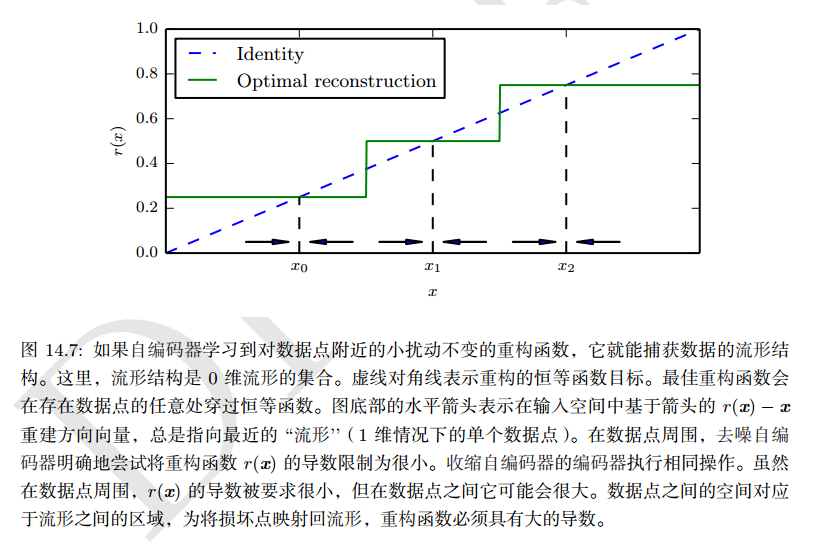 1.0
Identity
Optimal reconstruction
0.8
0.6
r(x)
0.4
0.2
0.0
x₀ x₁ x₂
x
图 14.7: 如果自编码器学习到对数据点附近的小扰动不变的重构函数，它就能捕获数据的流形结
构。这里，流形结构是 0 维流形的集合。虚线对角线表示重构的恒等函数目标。最佳重构函数会
在存在数据点的任意处穿过恒等函数。图底部的水平箭头表示在输入空间中基于箭头的 r(x) − x
重建方向向量，总是指向最近的 “流形’’（1 维情况下的单个数据点）。在数据点周围，去噪自编
码器明确地尝试将重构函数 r(x) 的导数限制为很小。收缩自编码器的编码器执行相同操作。虽然
在数据点周围，r(x) 的导数被要求很小，但在数据点之间它可能会很大。数据点之间的空间对应
于流形之间的区域，为将损坏点映射回流形，重构函数必须具有大的导数。